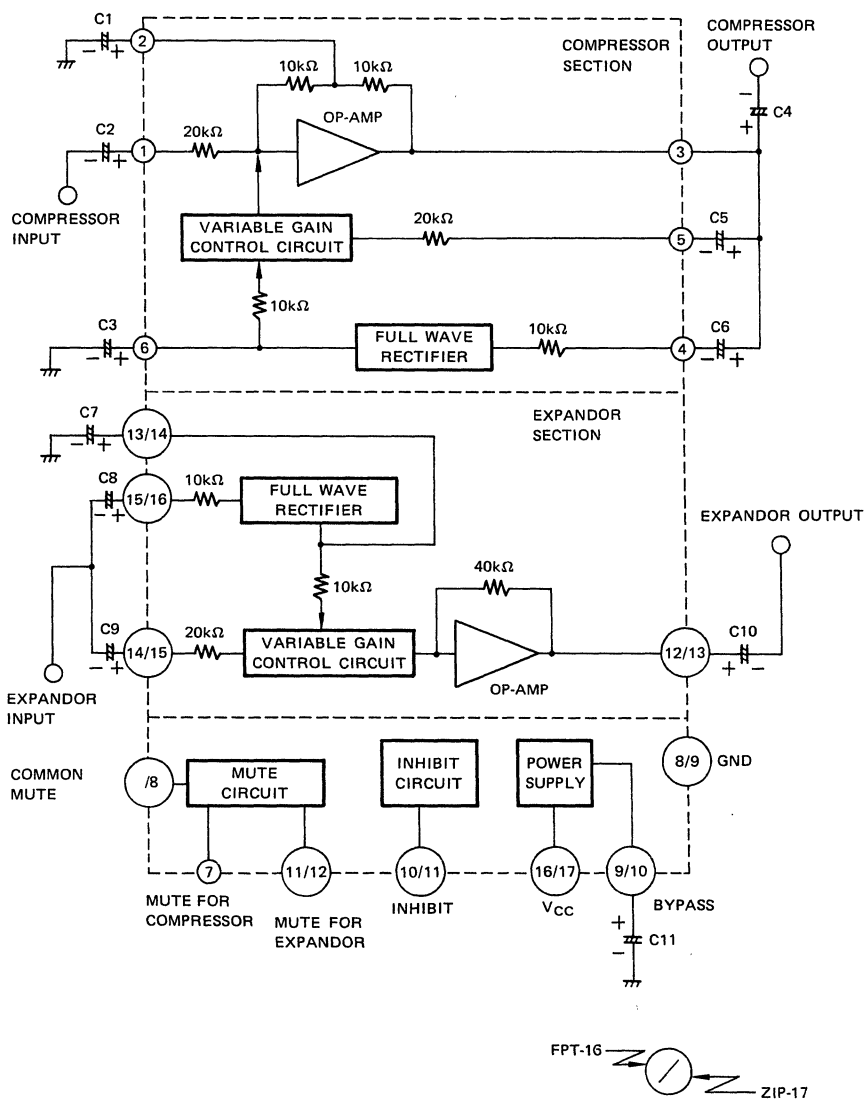 C1
− +
2
COMPRESSOR
SECTION
COMPRESSOR
OUTPUT
10kΩ
10kΩ
OP-AMP
−
+
C4
C2
− +
1
20kΩ
3
COMPRESSOR
INPUT
VARIABLE GAIN
CONTROL CIRCUIT
20kΩ
5
C5
− +
10kΩ
C3
− +
6
FULL WAVE
RECTIFIER
10kΩ
4
C6
− +
EXPANDOR
SECTION
C7
− +
13/14
C8
− +
15/16
10kΩ
FULL WAVE
RECTIFIER
EXPANDOR OUTPUT
10kΩ
40kΩ
C9
− +
14/15
20kΩ
VARIABLE GAIN
CONTROL CIRCUIT
OP-AMP
12/13
C10
+ −
EXPANDOR
INPUT
COMMON
MUTE
/8
MUTE
CIRCUIT
INHIBIT
CIRCUIT
POWER
SUPPLY
8/9
GND
7
11/12
10/11
16/17
9/10
MUTE FOR
COMPRESSOR
MUTE FOR
EXPANDOR
INHIBIT
VCC
BYPASS
+
−
C11
FPT-16
ZIP-17